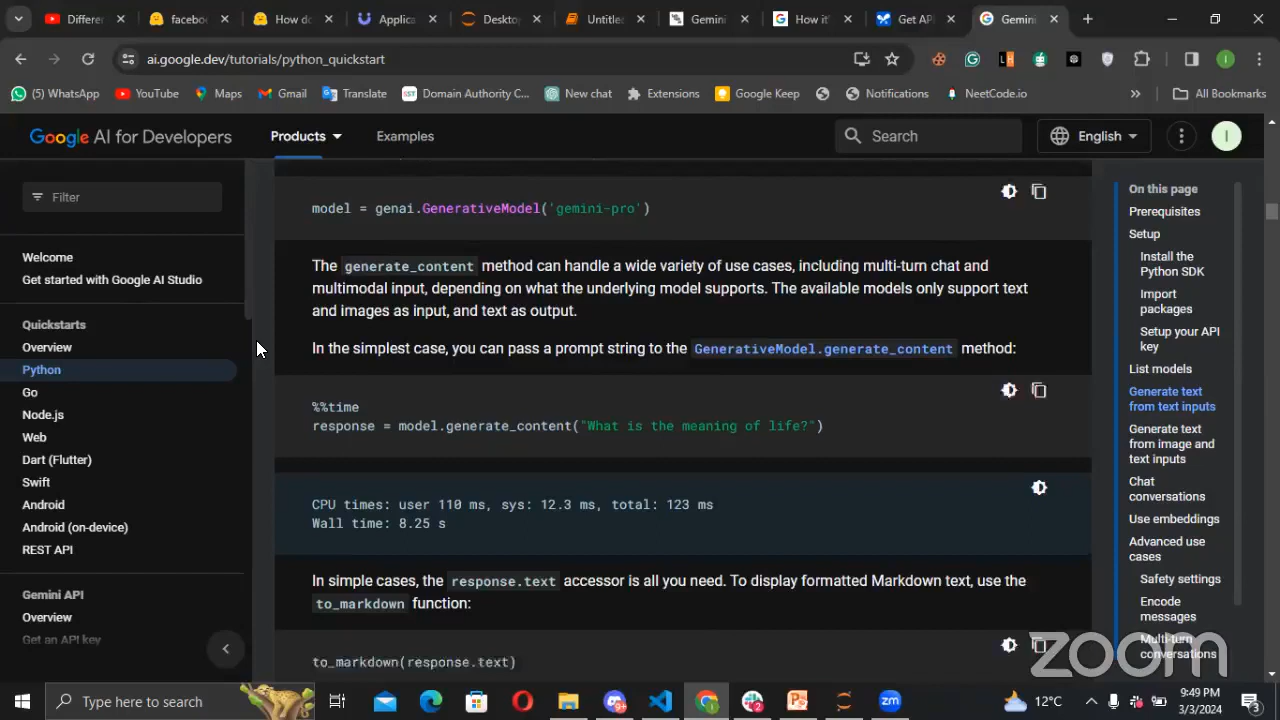 Differen
facebo
How do
Applica
Deskto
Untitle
Gemini
How it'
Get AP
Gemini
ai.google.dev/tutorials/python_quickstart
(5) WhatsApp
YouTube
Maps
Gmail
Translate
Domain Authority C...
New chat
Extensions
Google Keep
Notifications
NeetCode.io
All Bookmarks
Google AI for Developers
Products
Examples
Search
English
I
Filter
Welcome
Get started with Google AI Studio
Quickstarts
Overview
Python
Go
Node.js
Web
Dart (Flutter)
Swift
Android
Android (on-device)
REST API
Gemini API
Overview
Get an API key
model = genai.GenerativeModel('gemini-pro')
The generate_content method can handle a wide variety of use cases, including multi-turn chat and
multimodal input, depending on what the underlying model supports. The available models only support text
and images as input, and text as output.
In the simplest case, you can pass a prompt string to the GenerativeModel.generate_content method:
%%time
response = model.generate_content("What is the meaning of life?")
CPU times: user 110 ms, sys: 12.3 ms, total: 123 ms
Wall time: 8.25 s
In simple cases, the response.text accessor is all you need. To display formatted Markdown text, use the
to_markdown function:
to_markdown(response.text)
On this page
Prerequisites
Setup
Install the
Python SDK
Import
packages
Setup your API
key
List models
Generate text
from text inputs
Generate text
from image and
text inputs
Chat
conversations
Use embeddings
Advanced use
cases
Safety settings
Encode
messages
Multi-turn
conversations
zoom
Type here to search
12°C
9:49 PM
3/3/2024